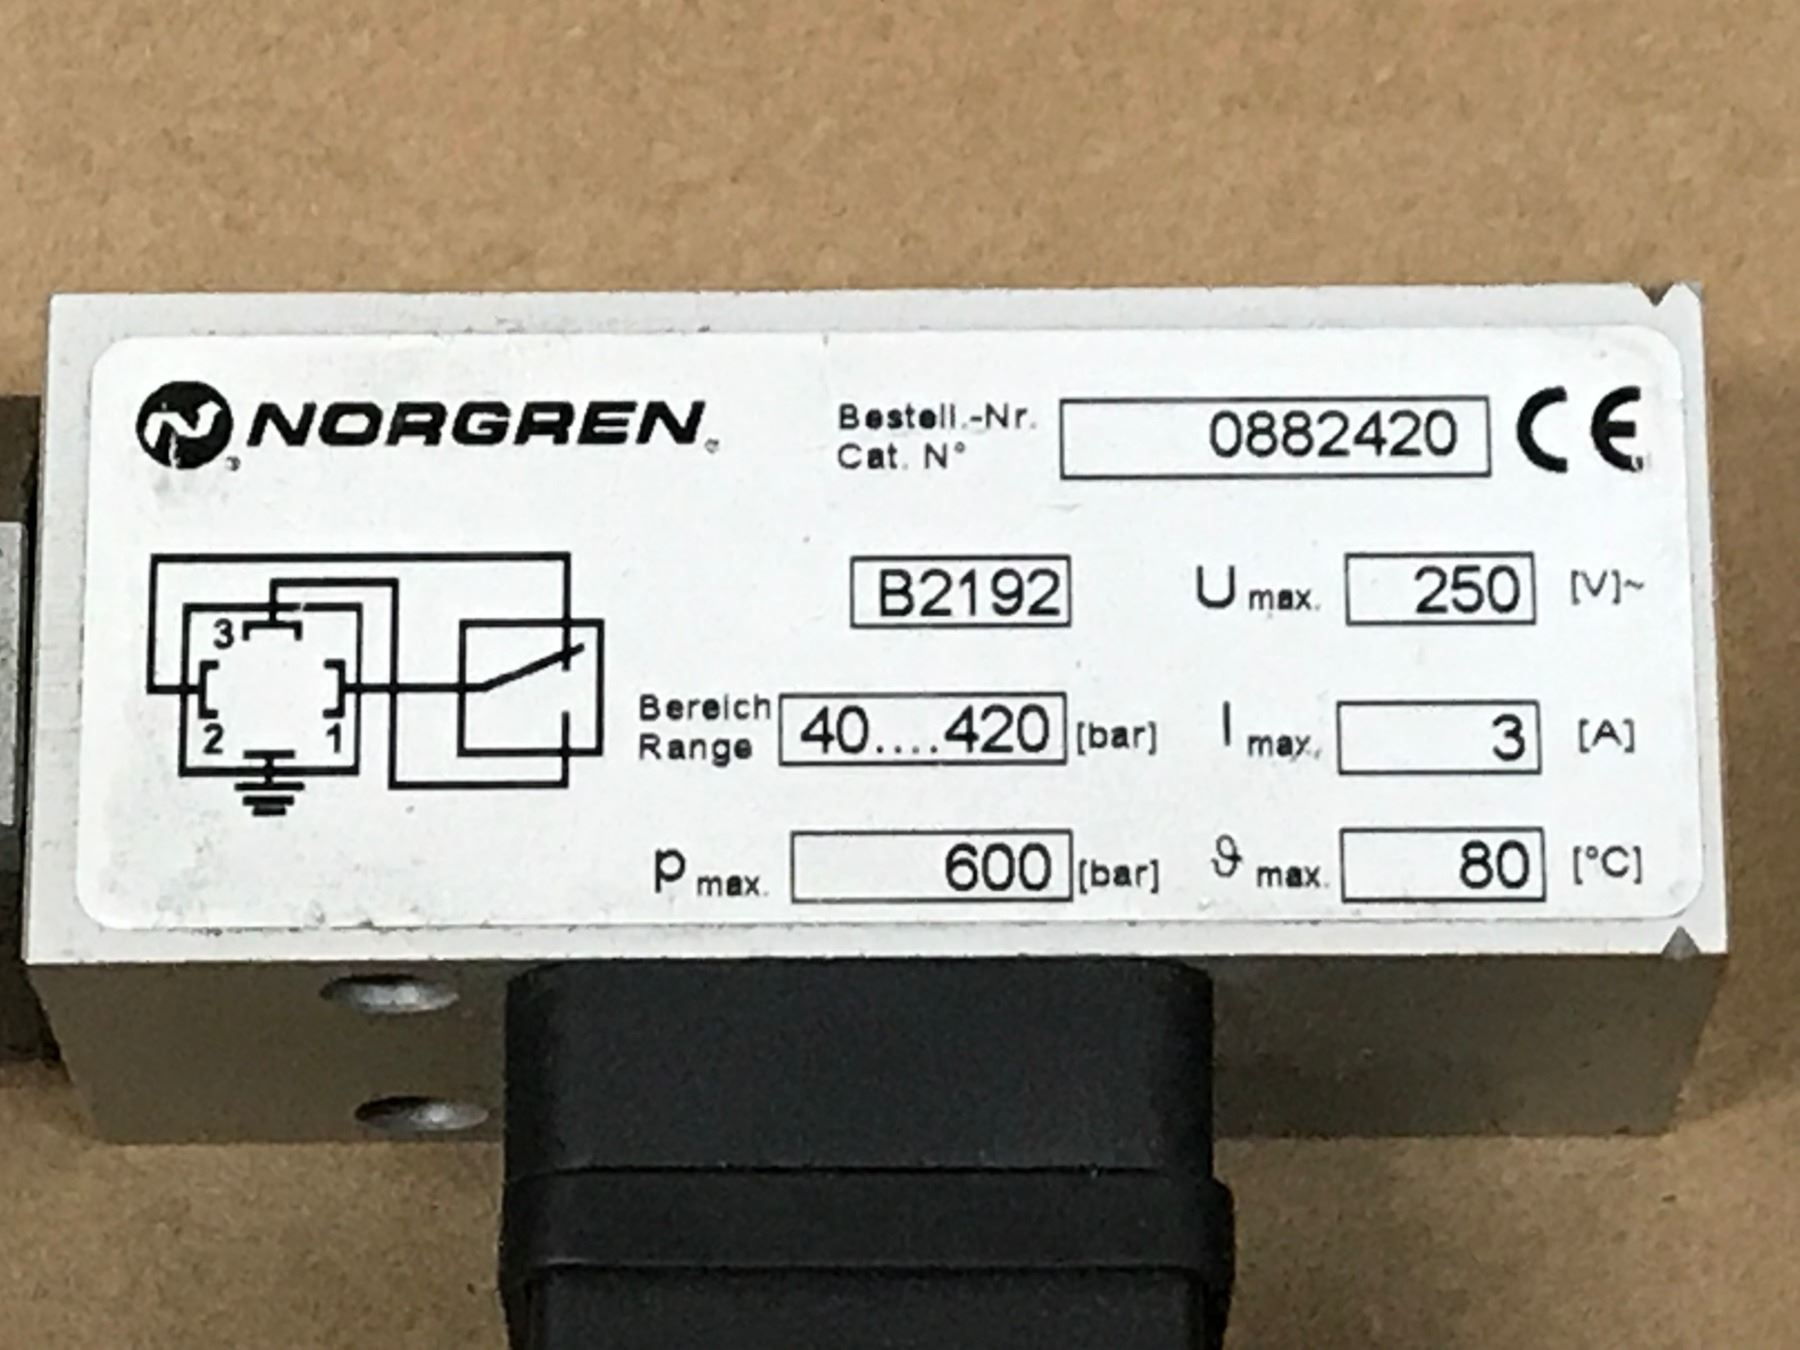 NORGREN
Bestell.-Nr.
Cat. N°
0882420
CE
B2192
U max. 250 [V]~
3
2
1
Bereich
Range
40....420 [bar]
I max. 3 [A]
p max. 600 [bar]
ϑ max. 80 [°C]